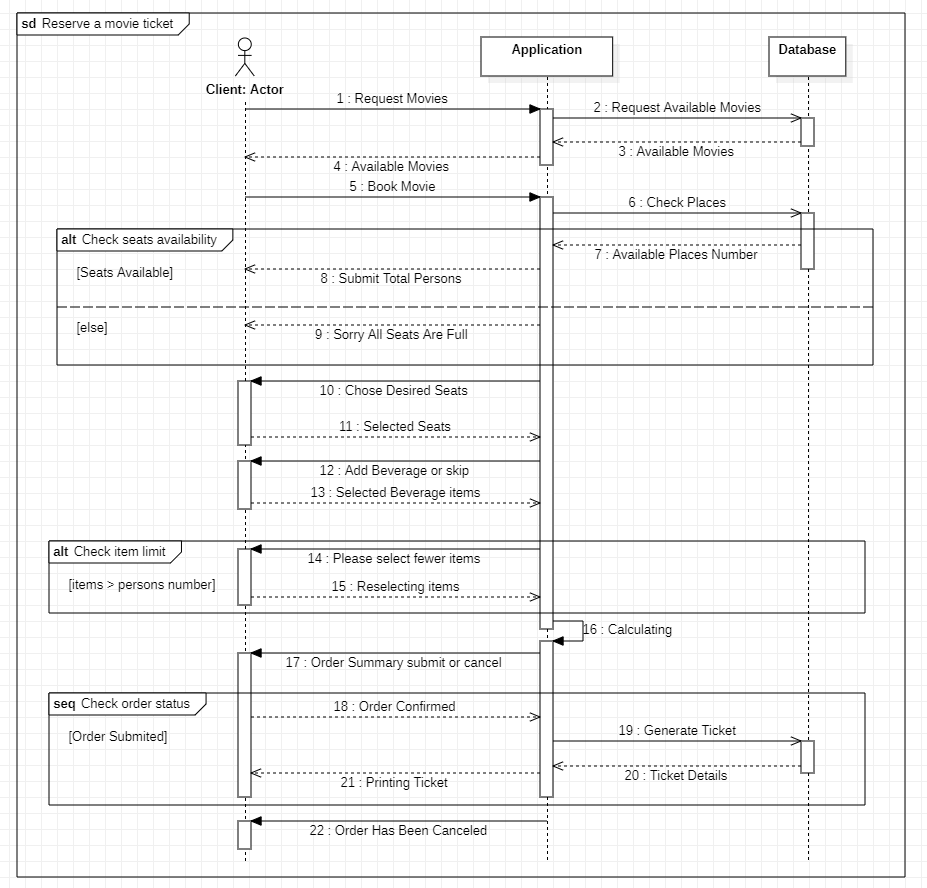 sd Reserve a movie ticket
Client: Actor
Application
Database
1 : Request Movies
2 : Request Available Movies
3 : Available Movies
4 : Available Movies
5 : Book Movie
6 : Check Places
alt Check seats availability
7 : Available Places Number
[Seats Available]
8 : Submit Total Persons
[else]
9 : Sorry All Seats Are Full
10 : Chose Desired Seats
11 : Selected Seats
12 : Add Beverage or skip
13 : Selected Beverage items
alt Check item limit
14 : Please select fewer items
[items > persons number]
15 : Reselecting items
16 : Calculating
17 : Order Summary submit or cancel
seq Check order status
18 : Order Confirmed
[Order Submited]
19 : Generate Ticket
20 : Ticket Details
21 : Printing Ticket
22 : Order Has Been Canceled